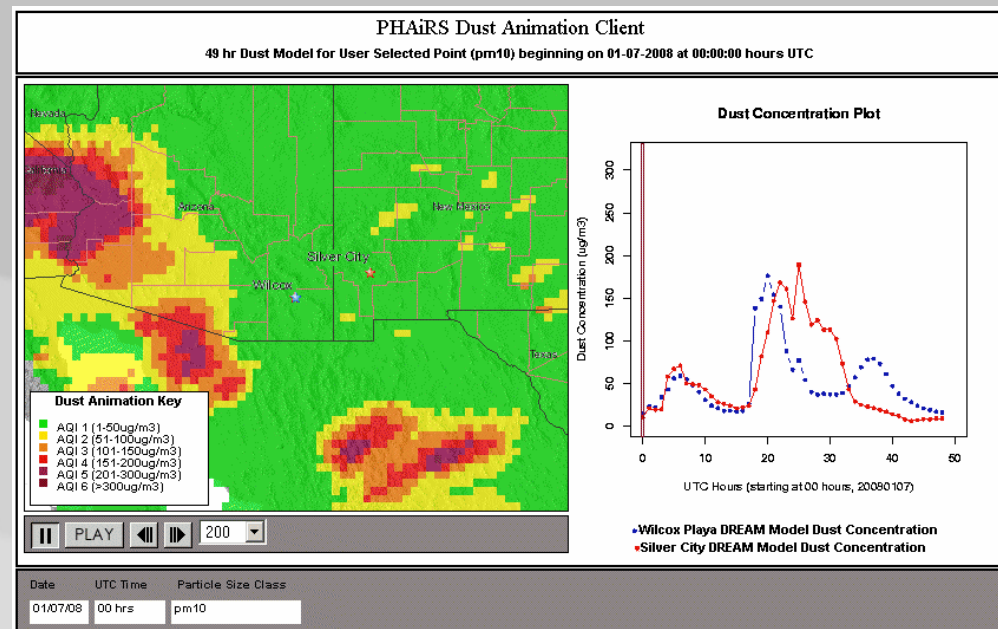 PHAiRS Dust Animation Client
49 hr Dust Model for User Selected Point (pm10) beginning on 01-07-2008 at 00:00:00 hours UTC
Nevada
Arizona
New Mexico
Silver City
Wilcox
Texas
Dust Animation Key
AQI 1 (1-50ug/m3)
AQI 2 (51-100ug/m3)
AQI 3 (101-150ug/m3)
AQI 4 (151-200ug/m3)
AQI 5 (201-300ug/m3)
AQI 6 (>300ug/m3)
PLAY
200
Dust Concentration Plot
Dust Concentration (ug/m3)
300
250
200
150
100
50
0
0 10 20 30 40 50
UTC Hours (starting at 00 hours, 20080107)
Wilcox Playa DREAM Model Dust Concentration
Silver City DREAM Model Dust Concentration
Date UTC Time Particle Size Class
01/07/08 00 hrs pm10